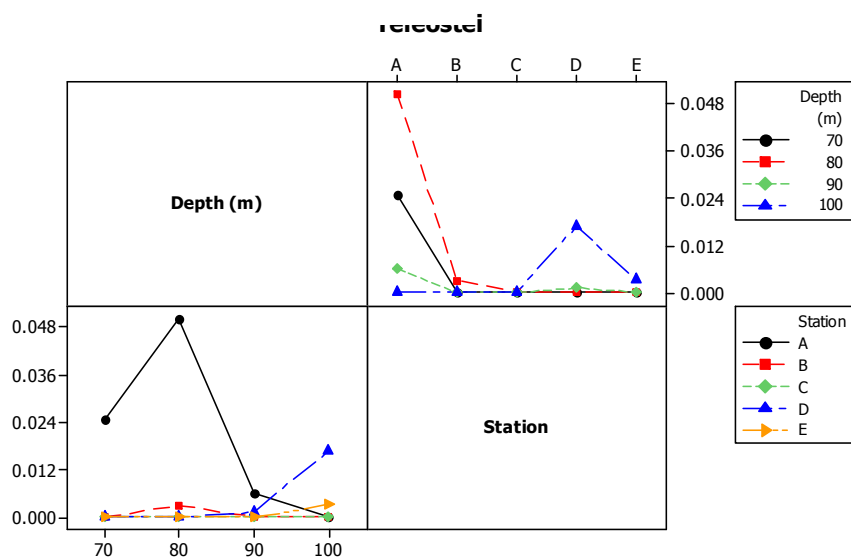 Teleostei
A B C D E
0.048
0.036
0.024
0.012
0.000
Depth (m)
Depth
(m)
70
80
90
100
0.048
0.036
0.024
0.012
0.000
70 80 90 100
Station
Station
A
B
C
D
E